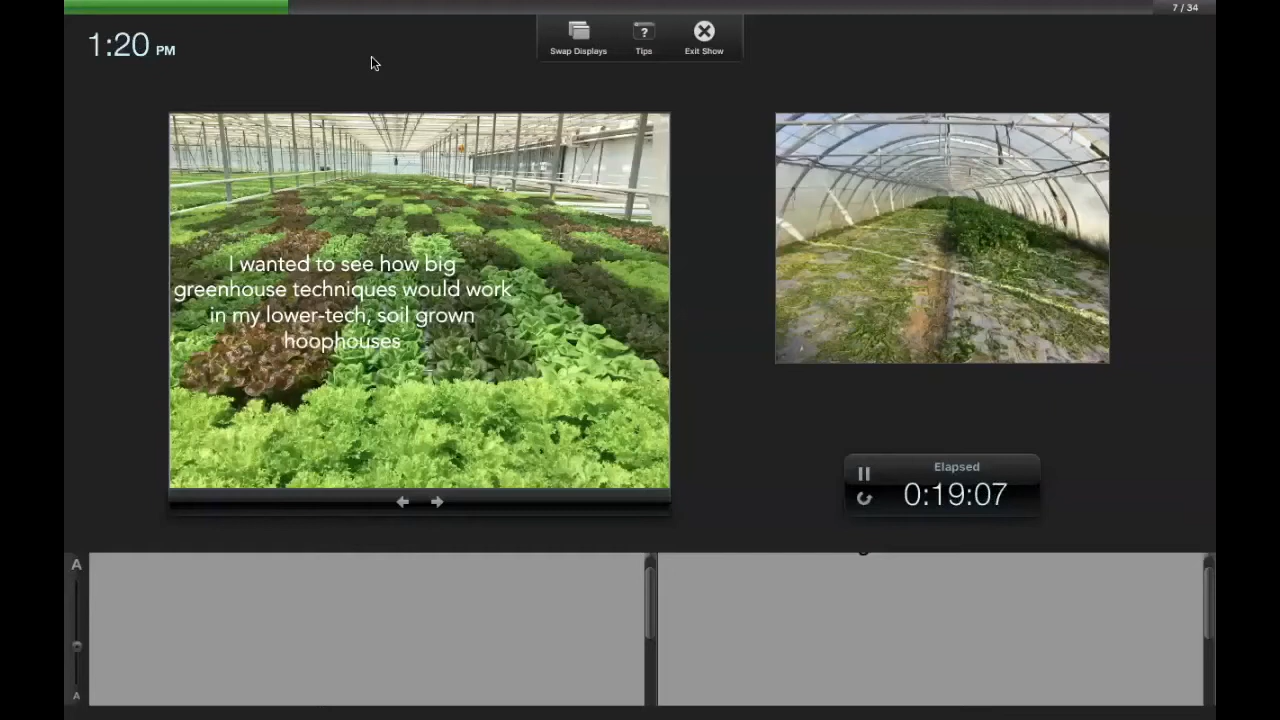 7 / 34
1:20 PM
Swap Displays
Tips
Exit Show
I wanted to see how big
greenhouse techniques would work
in my lower-tech, soil grown
hoophouses
Elapsed
0:19:07
A
A